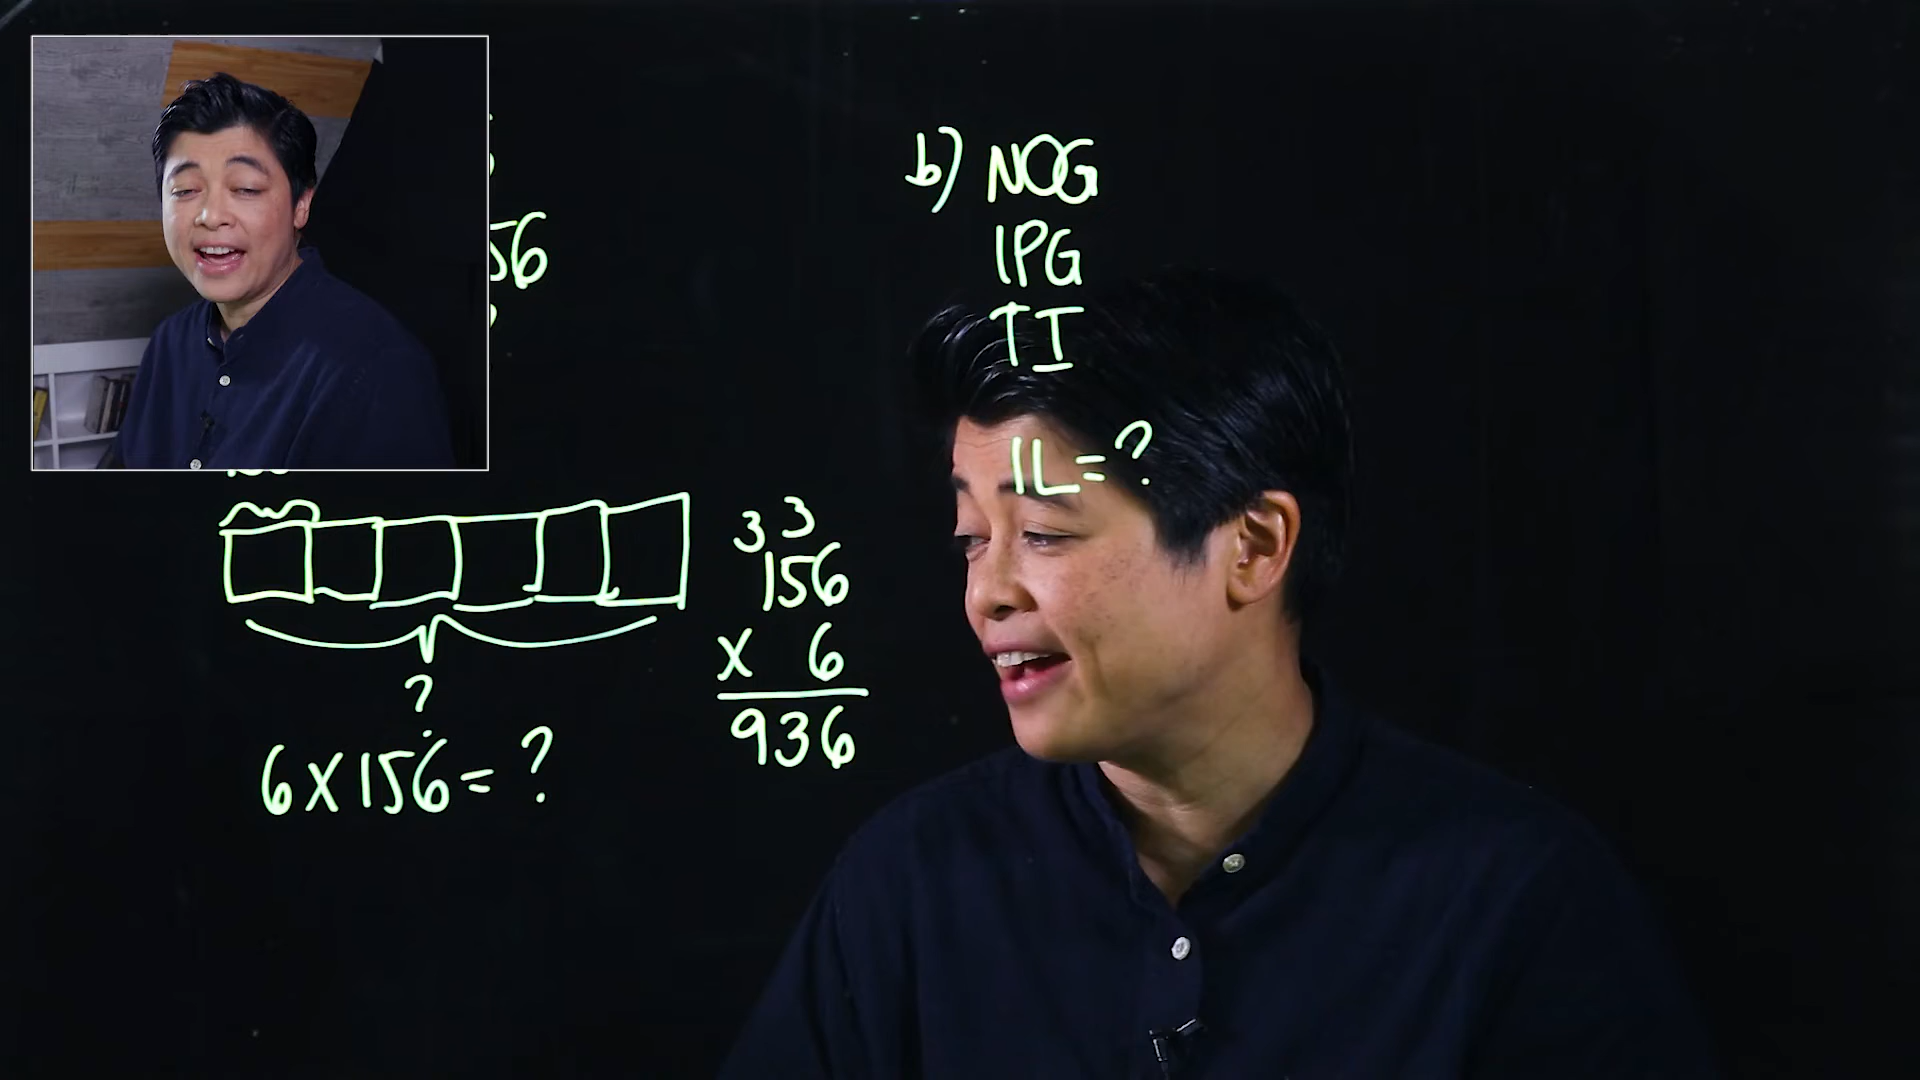 56
?
6 X 156 = ?
3 3
156
X 6
936
b) NOG
IPG
TI
IL = ?